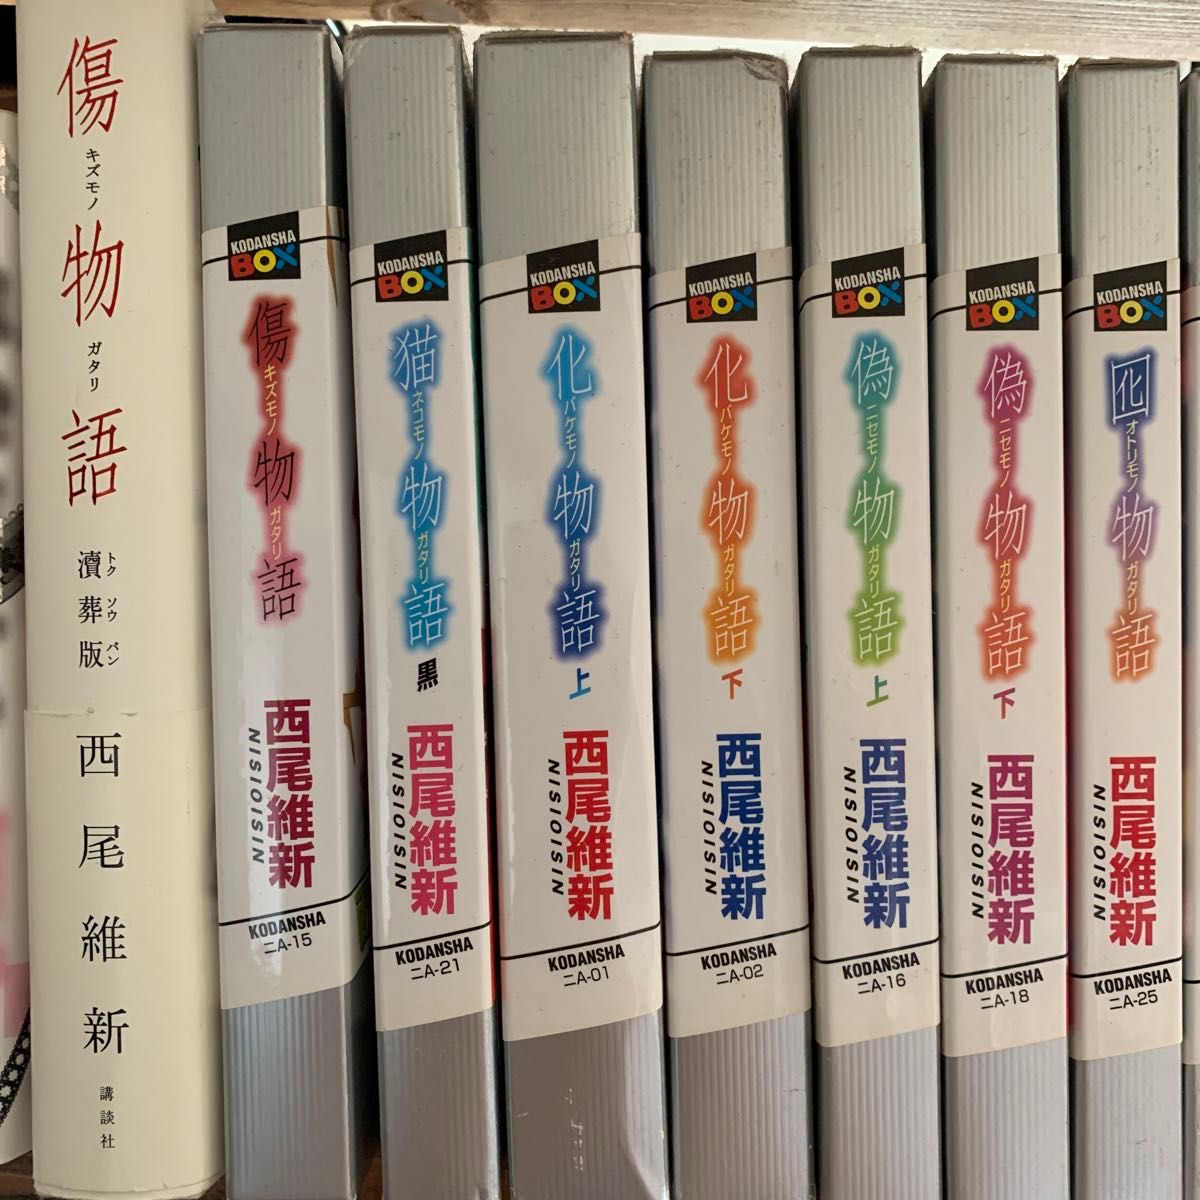 傷物語
キズモノ
ガタリ
瀆葬版
トクソウバン
西尾維新
講談社
KODANSHA
BOX
傷物語
キズモノガタリ
西尾維新
NISIOISIN
KODANSHA
ニA-15
KODANSHA
BOX
猫物語
ネコモノガタリ
黒
西尾維新
NISIOISIN
KODANSHA
ニA-21
KODANSHA
BOX
化物語
バケモノガタリ
上
西尾維新
NISIOISIN
KODANSHA
ニA-01
KODANSHA
BOX
化物語
バケモノガタリ
下
西尾維新
NISIOISIN
KODANSHA
ニA-02
KODANSHA
BOX
偽物語
ニセモノガタリ
上
西尾維新
NISIOISIN
KODANSHA
ニA-16
KODANSHA
BOX
偽物語
ニセモノガタリ
下
西尾維新
NISIOISIN
KODANSHA
ニA-18
KODANSHA
BOX
囮物語
オトリモノガタリ
西尾維新
NISIOISIN
KODANSHA
ニA-25